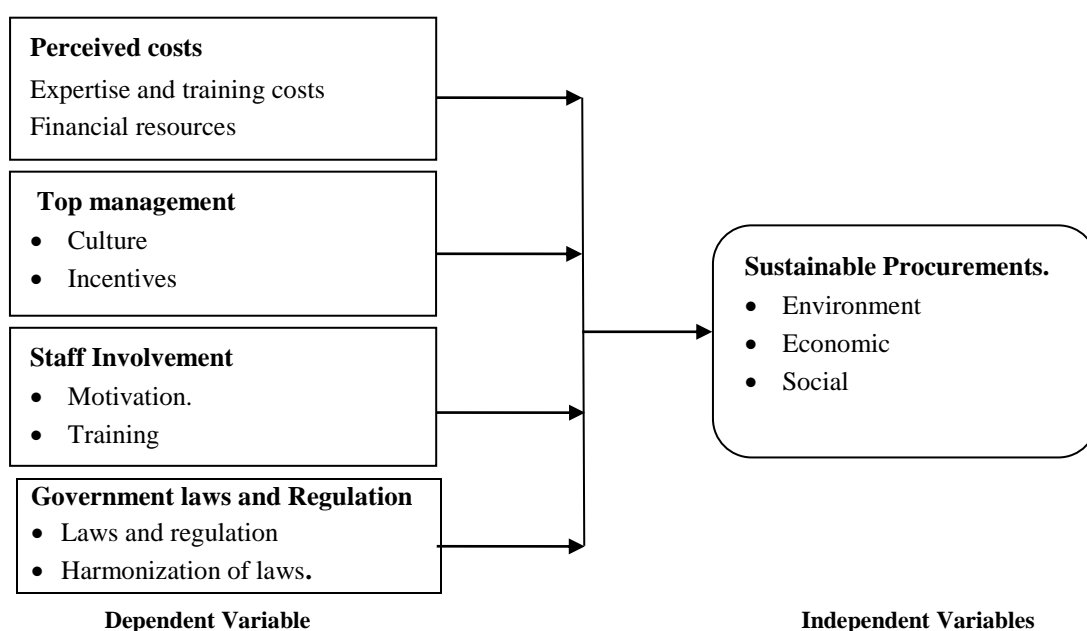 Perceived costs
Expertise and training costs
Financial resources
Top management
• Culture
• Incentives
Staff Involvement
• Motivation.
• Training
Government laws and Regulation
• Laws and regulation
• Harmonization of laws.
Sustainable Procurements.
• Environment
• Economic
• Social
Dependent Variable
Independent Variables